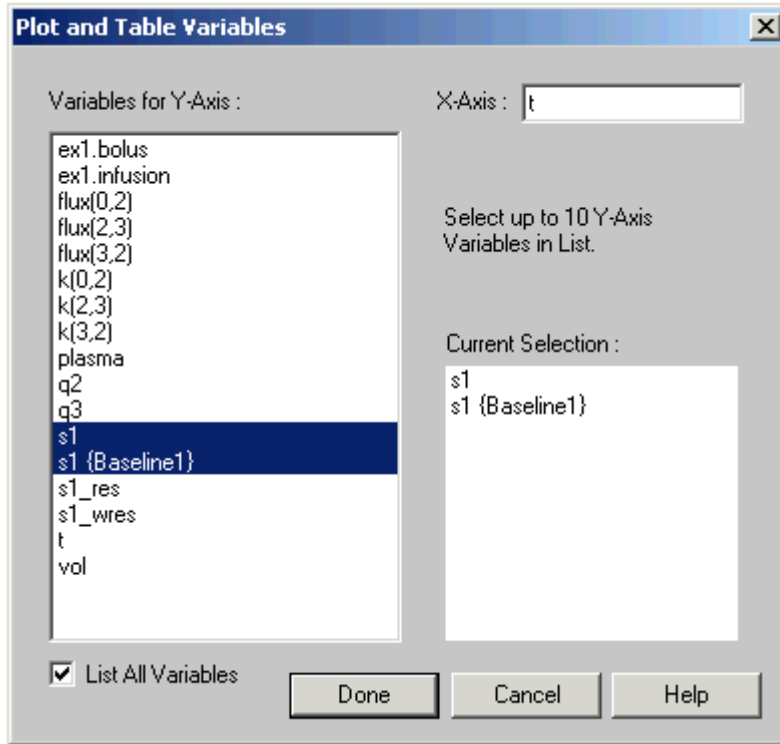 Plot and Table Variables
Variables for Y-Axis :
X-Axis : t
ex1.bolus
ex1.infusion
flux(0,2)
flux(2,3)
flux(3,2)
k(0,2)
k(2,3)
k(3,2)
plasma
q2
q3
s1
s1 {Baseline1}
s1_res
s1_wres
t
vol
Select up to 10 Y-Axis
Variables in List.
Current Selection :
s1
s1 {Baseline1}
List All Variables
Done
Cancel
Help